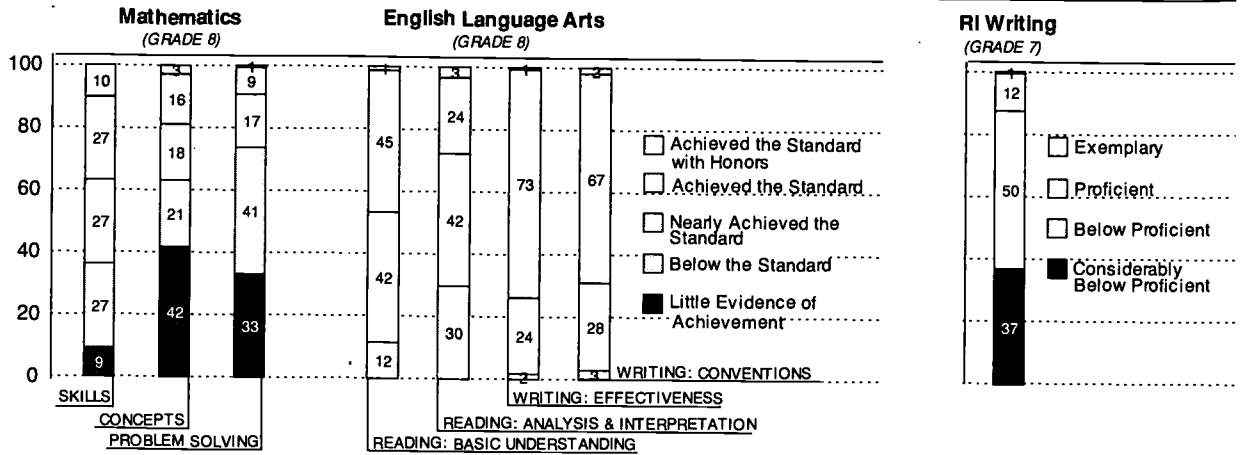 Mathematics
(GRADE 8)
English Language Arts
(GRADE 8)
RI Writing
(GRADE 7)
100
80
60
40
20
0
10
27
27
27
9
3
16
18
21
42
1
9
17
41
33
1
45
42
12
3
24
42
30
1
73
24
2
2
67
28
3
Achieved the Standard
with Honors
Achieved the Standard
Nearly Achieved the
Standard
Below the Standard
Little Evidence of
Achievement
1
12
50
37
Exemplary
Proficient
Below Proficient
Considerably
Below Proficient
SKILLS
CONCEPTS
PROBLEM SOLVING
WRITING: CONVENTIONS
WRITING: EFFECTIVENESS
READING: ANALYSIS & INTERPRETATION
READING: BASIC UNDERSTANDING